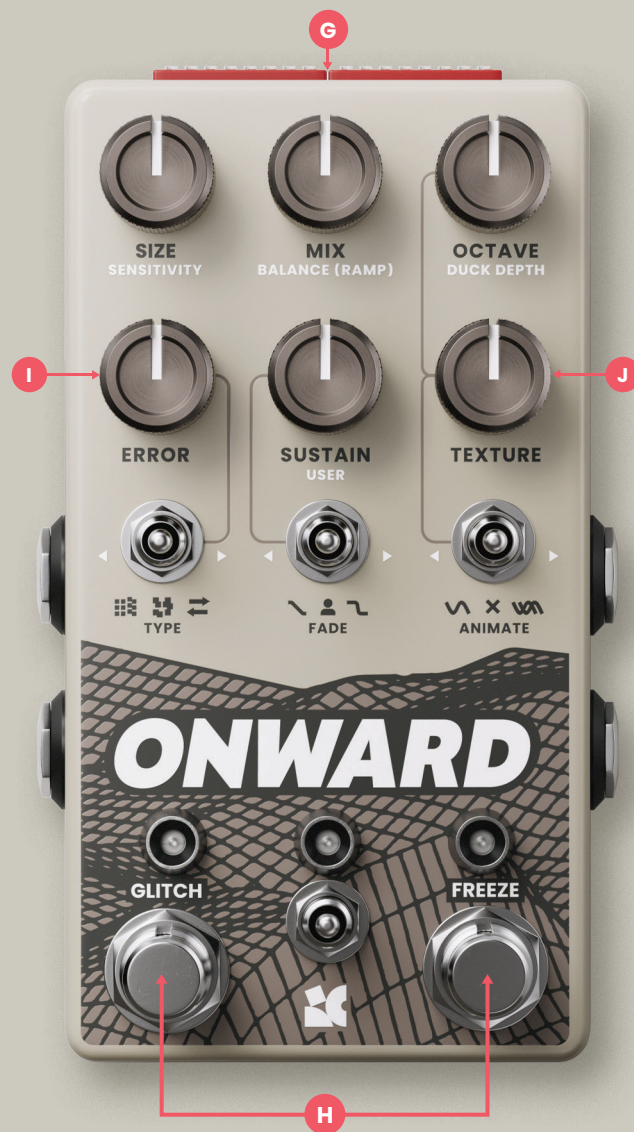 G
SIZE
SENSITIVITY
MIX
BALANCE (RAMP)
OCTAVE
DUCK DEPTH
I
J
ERROR
SUSTAIN
USER
TEXTURE
TYPE
FADE
ANIMATE
ONWARD
GLITCH
FREEZE
H